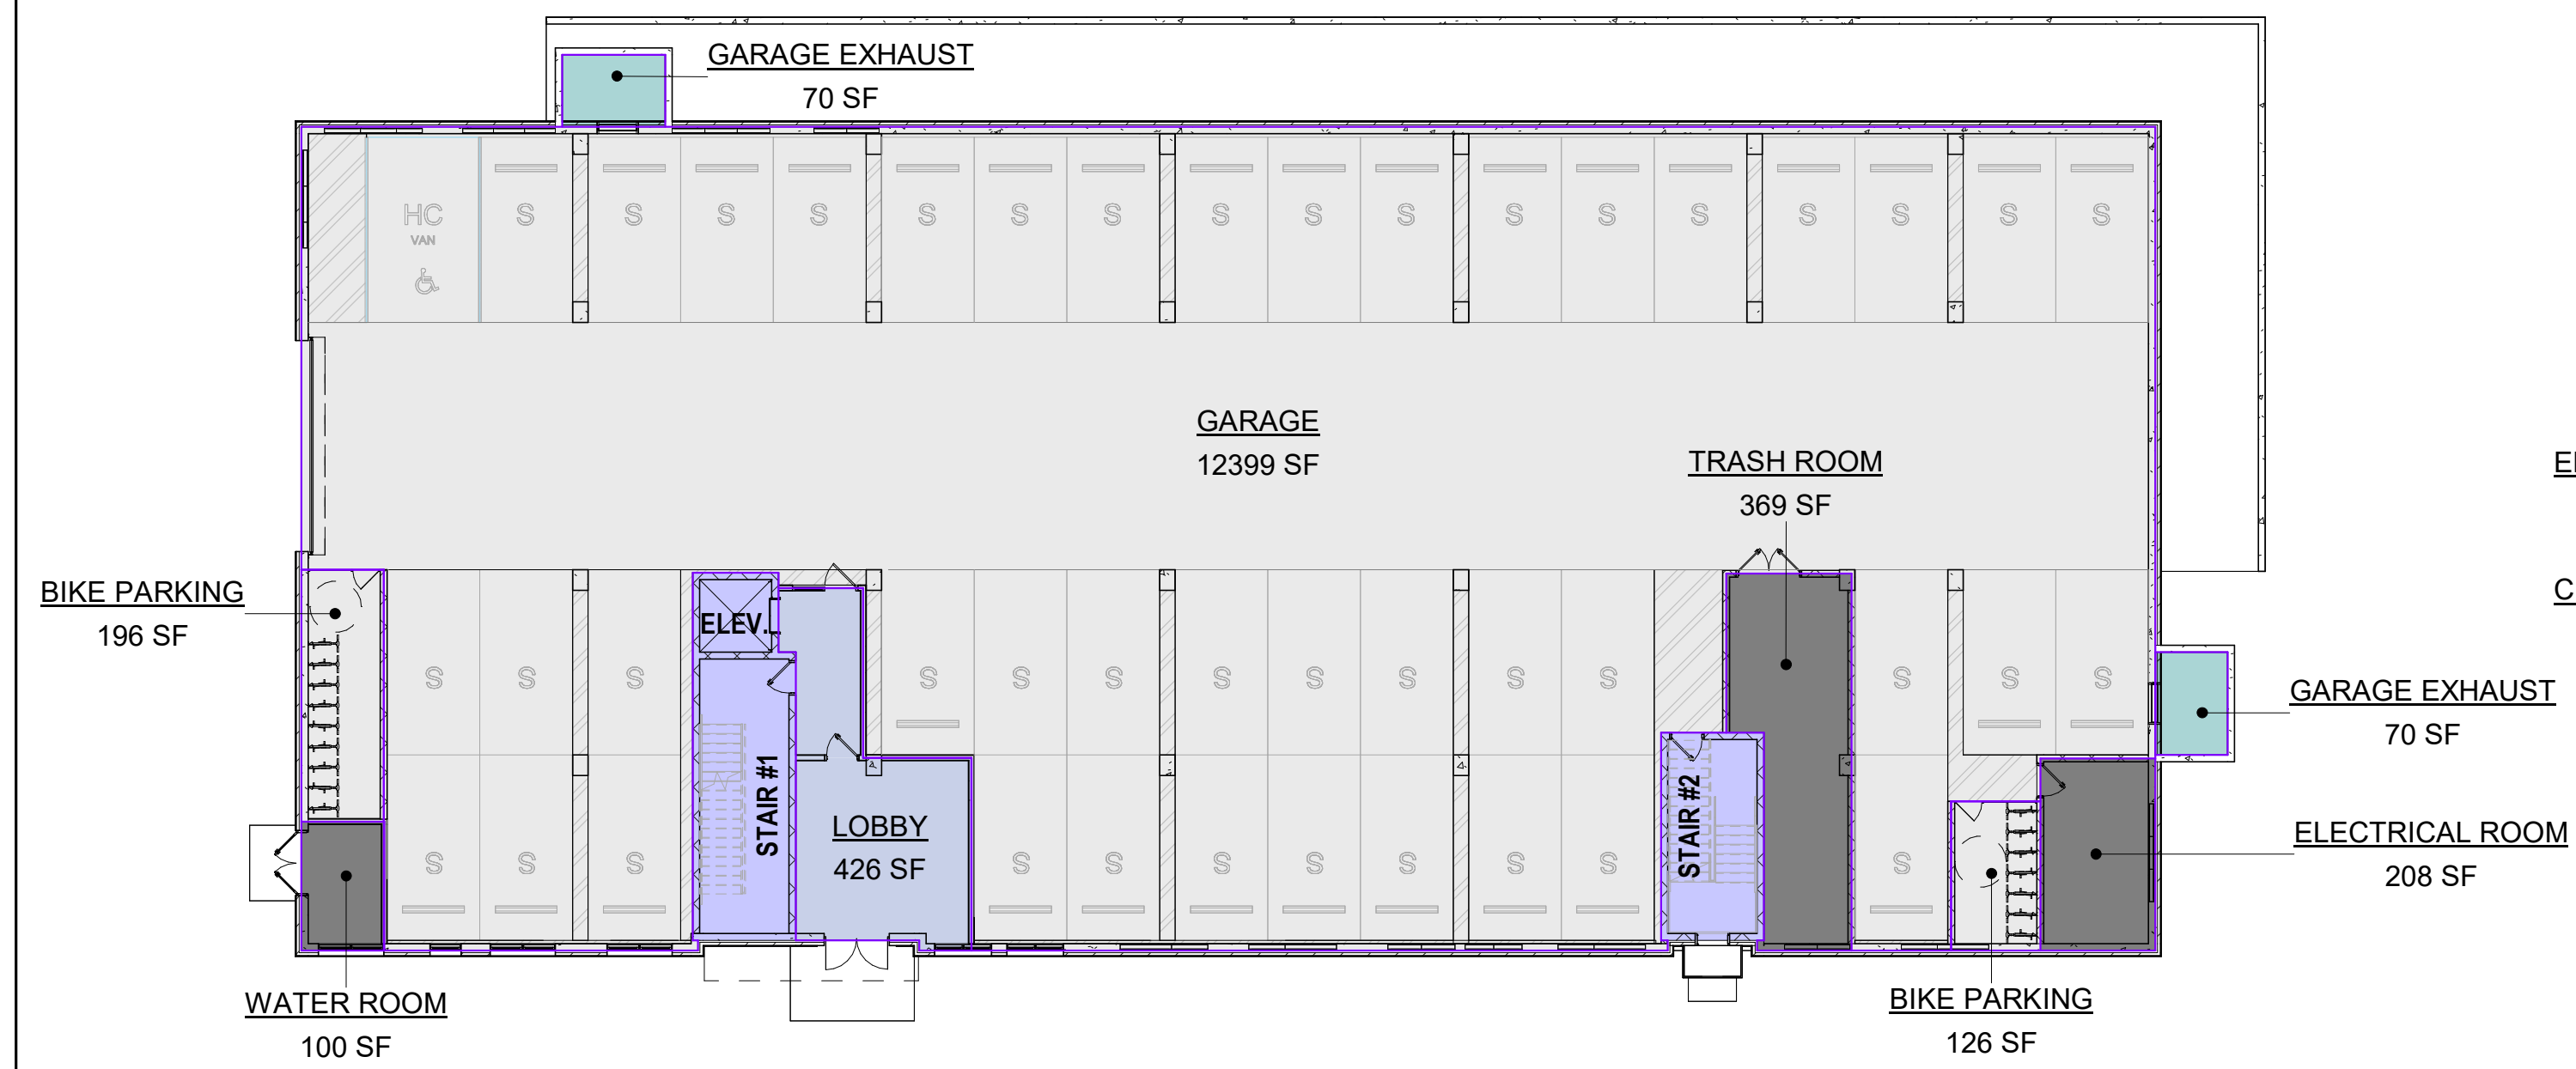 GARAGE EXHAUST
70 SF
HC
VAN
S S S S S S S S S S S S S S S S
GARAGE
12399 SF
TRASH ROOM
369 SF
BIKE PARKING
196 SF
ELEV.
S S S S S S S S S S S S S S
GARAGE EXHAUST
70 SF
STAIR #1
STAIR #2
LOBBY
426 SF
ELECTRICAL ROOM
208 SF
S S S S S S S S S S S
WATER ROOM
100 SF
BIKE PARKING
126 SF